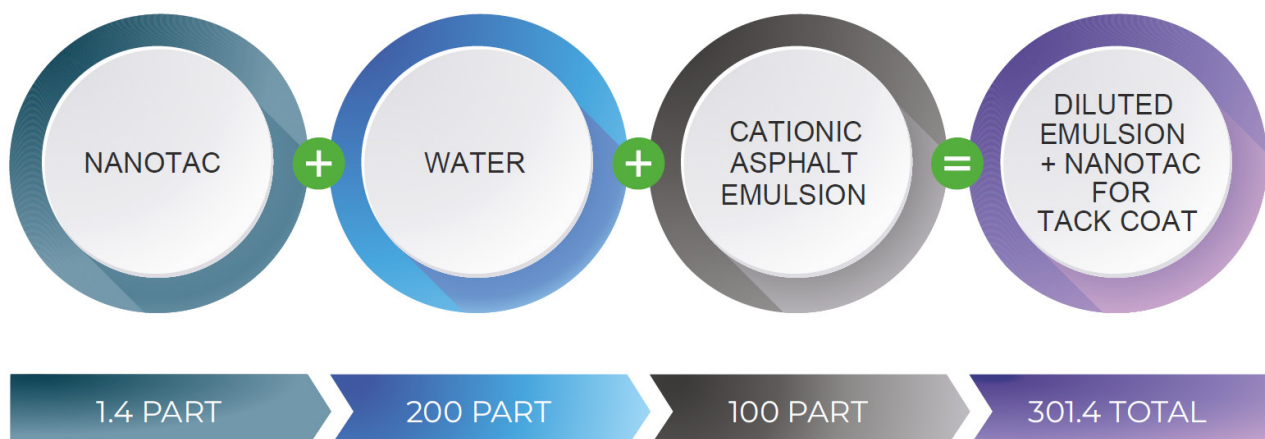 NANOTAC
+
WATER
+
CATIONIC
ASPHALT
EMULSION
=
DILUTED
EMULSION
+ NANOTAC
FOR
TACK COAT
1.4 PART
200 PART
100 PART
301.4 TOTAL